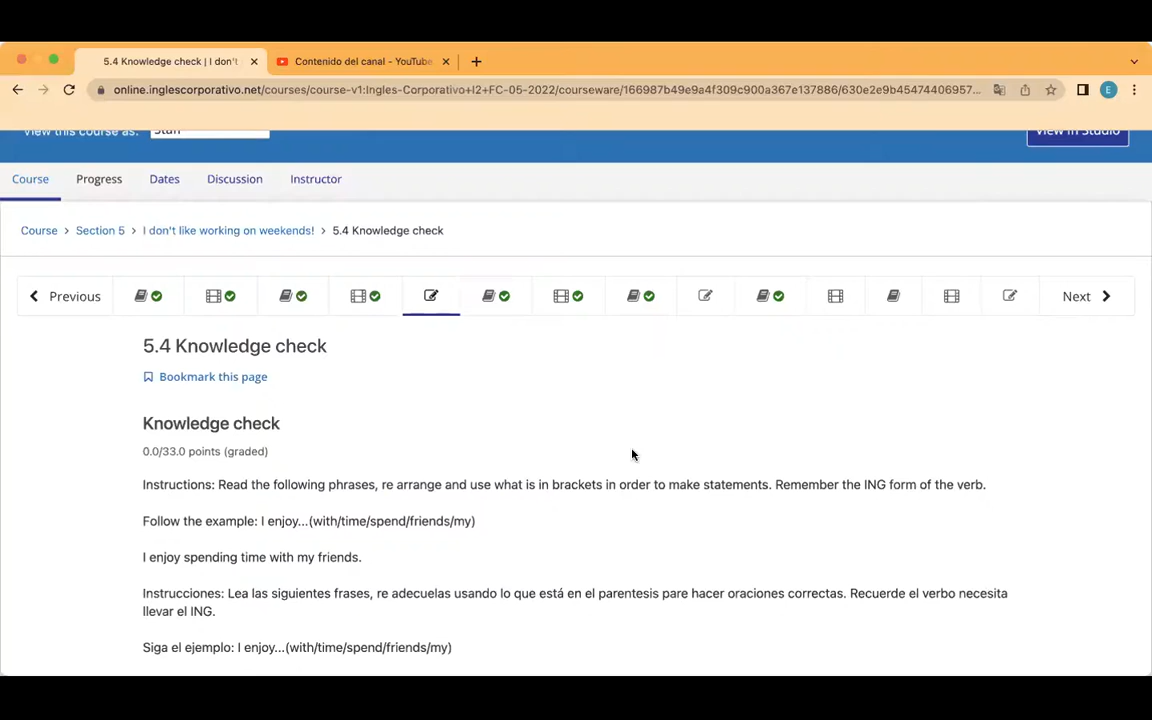 5.4 Knowledge check | I don't
Contenido del canal - YouTube
online.inglescorporativo.net/courses/course-v1:Ingles-Corporativo+I2+FC-05-2022/courseware/166987b49e9a4f309c900a367e137886/630e2e9b45474406957...
E
View this course as:
Staff
View in Studio
Course
Progress
Dates
Discussion
Instructor
Course > Section 5 > I don't like working on weekends! > 5.4 Knowledge check
Previous
Next
5.4 Knowledge check
Bookmark this page
Knowledge check
0.0/33.0 points (graded)
Instructions: Read the following phrases, re arrange and use what is in brackets in order to make statements. Remember the ING form of the verb.
Follow the example: I enjoy...(with/time/spend/friends/my)
I enjoy spending time with my friends.
Instrucciones: Lea las siguientes frases, re adecuelas usando lo que está en el parentesis pare hacer oraciones correctas. Recuerde el verbo necesita
llevar el ING.
Siga el ejemplo: I enjoy...(with/time/spend/friends/my)